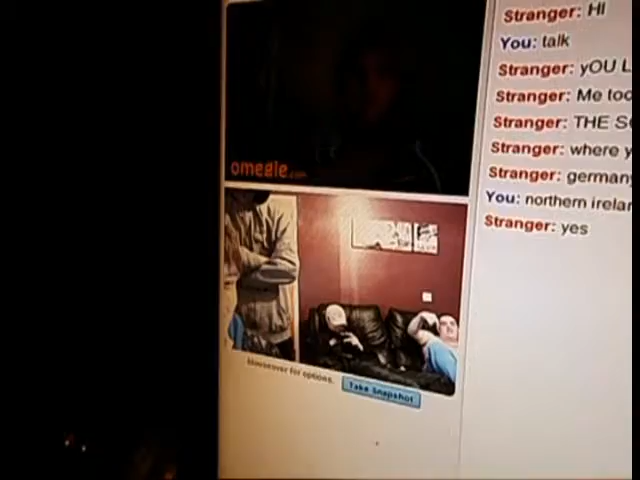 Stranger: HI
You: talk
Stranger: yOU L
Stranger: Me too
Stranger: THE S
Stranger: where y
Stranger: german
You: northern irelan
Stranger: yes
omegle.com
Mouseover for options.
Take Snapshot